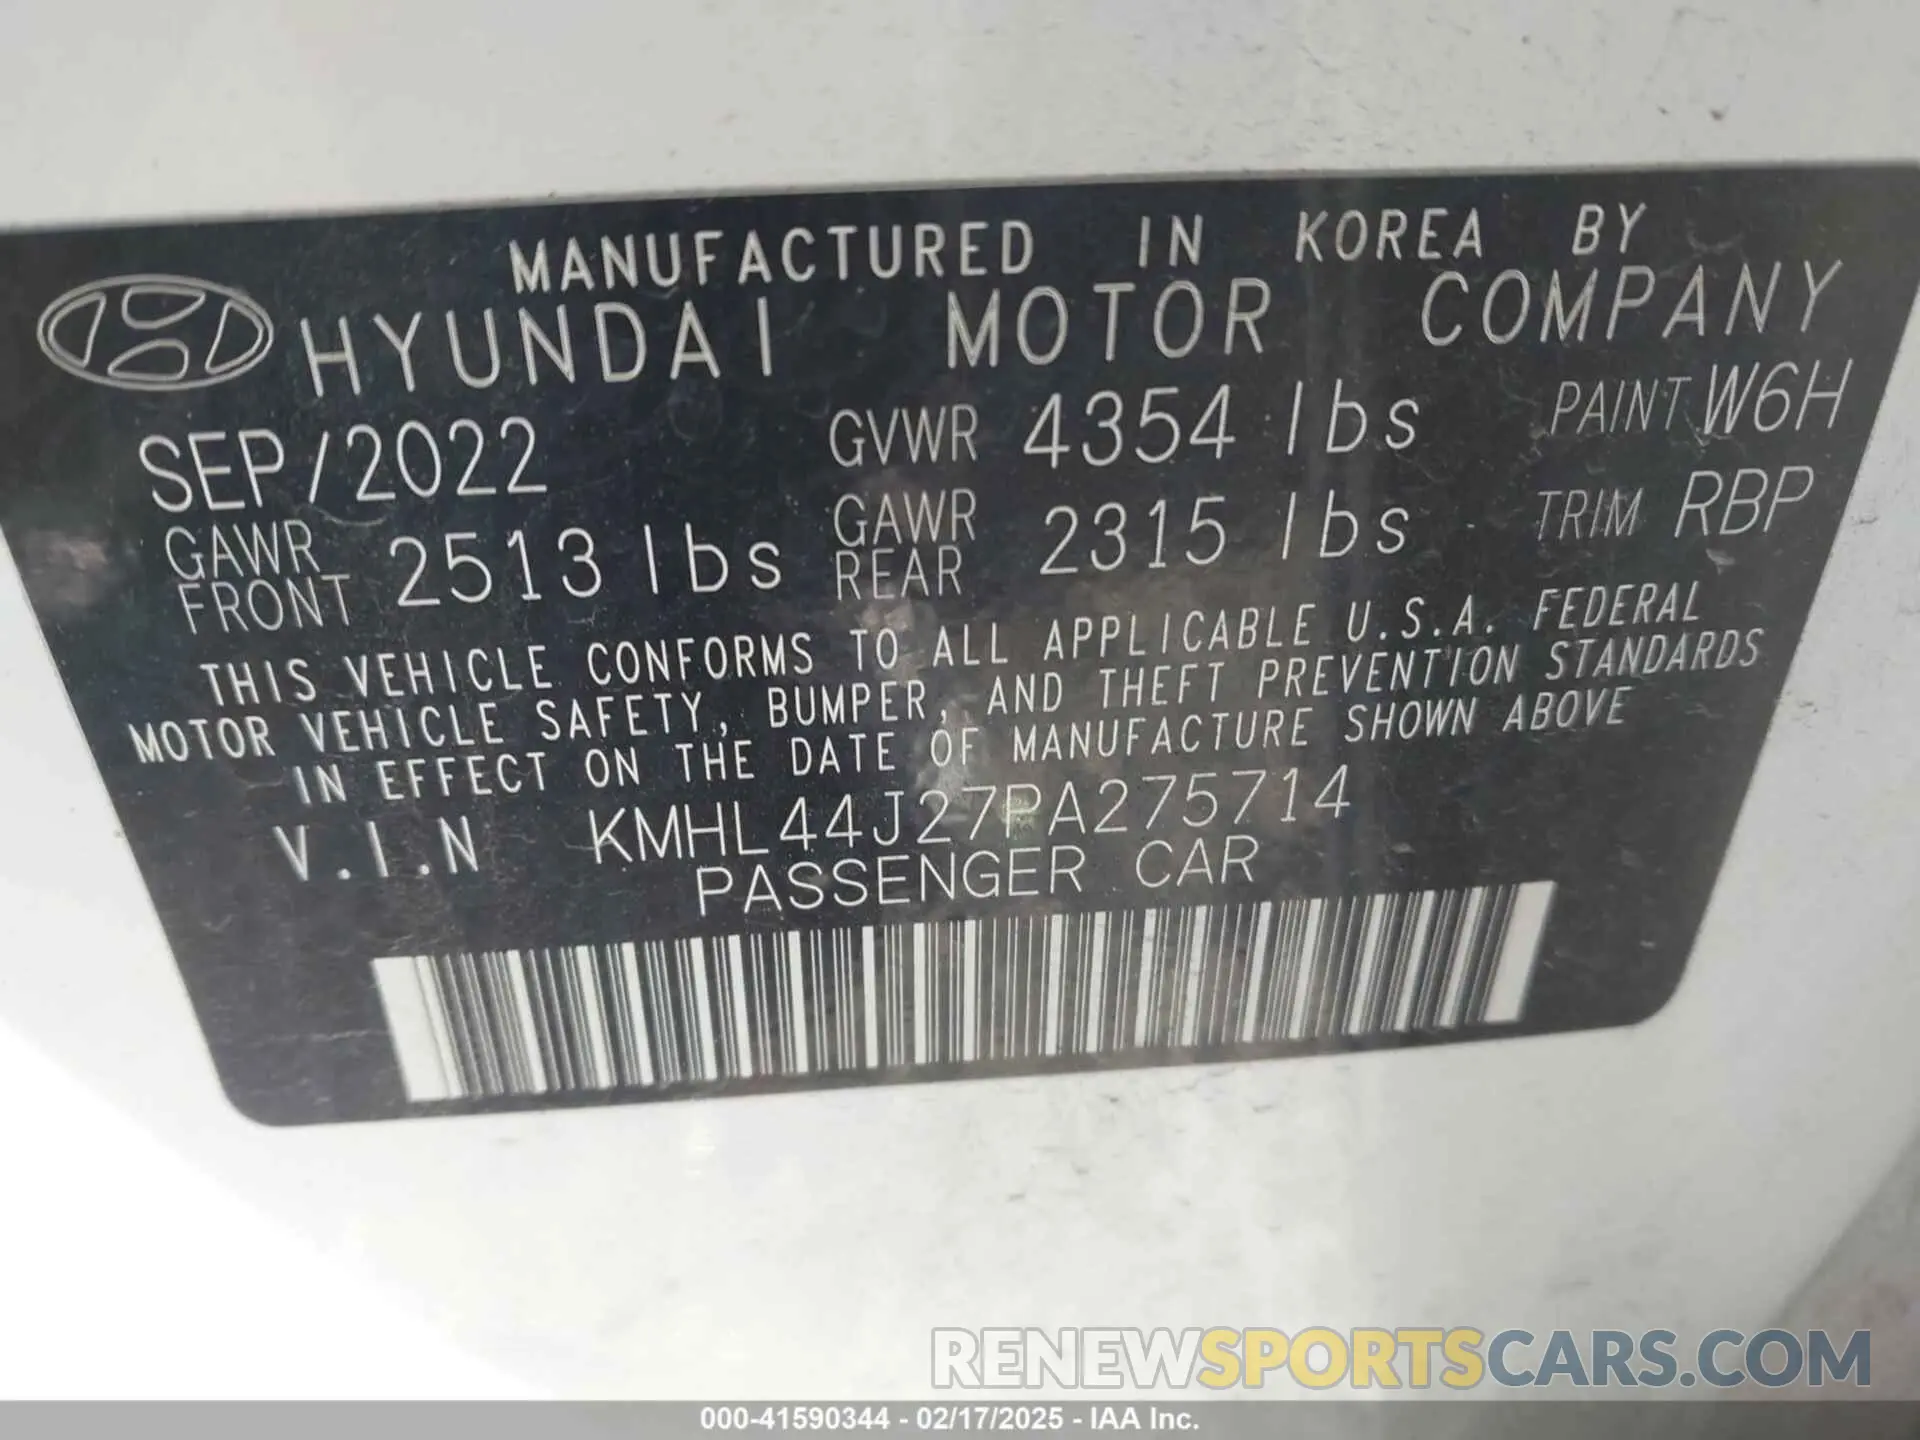 MANUFACTURED IN KOREA BY
HYUNDAI MOTOR COMPANY
SEP/2022 GVWR 4354 lbs PAINT W6H
GAWR FRONT 2513 lbs GAWR REAR 2315 lbs TRIM RBP
THIS VEHICLE CONFORMS TO ALL APPLICABLE U.S.A. FEDERAL
MOTOR VEHICLE SAFETY, BUMPER, AND THEFT PREVENTION STANDARDS
IN EFFECT ON THE DATE OF MANUFACTURE SHOWN ABOVE
V.I.N KMHL44J27PA275714
PASSENGER CAR
RENEWSPORTSCARS.COM
000-41590344 - 02/17/2025 - IAA Inc.